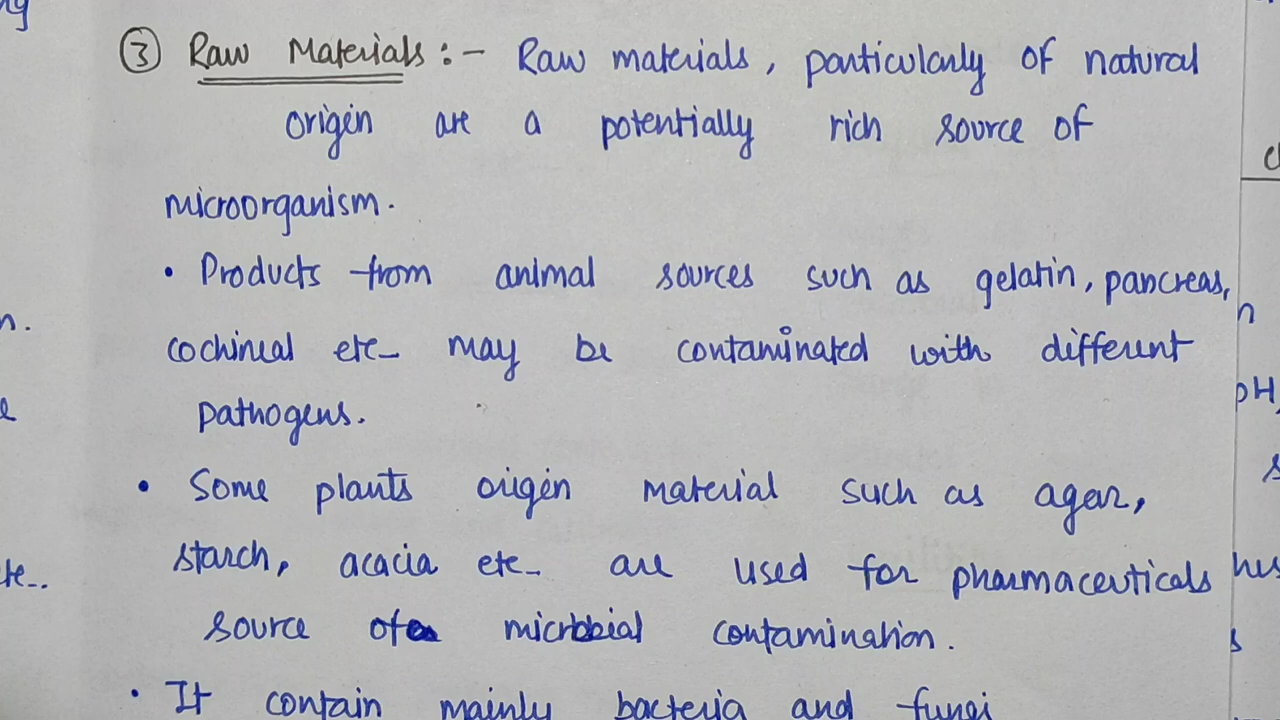 ③ Raw Materials :- Raw materials, particularly of natural
origin are a potentially rich source of
microorganism.
• Products from animal sources such as gelatin, pancreas,
cochineal etc- may be contaminated with different
pathogens.
• Some plants origin material such as agar,
starch, acacia etc- are used for pharmaceuticals
source of microbial contamination.
• It contain mainly bacteria and fungi